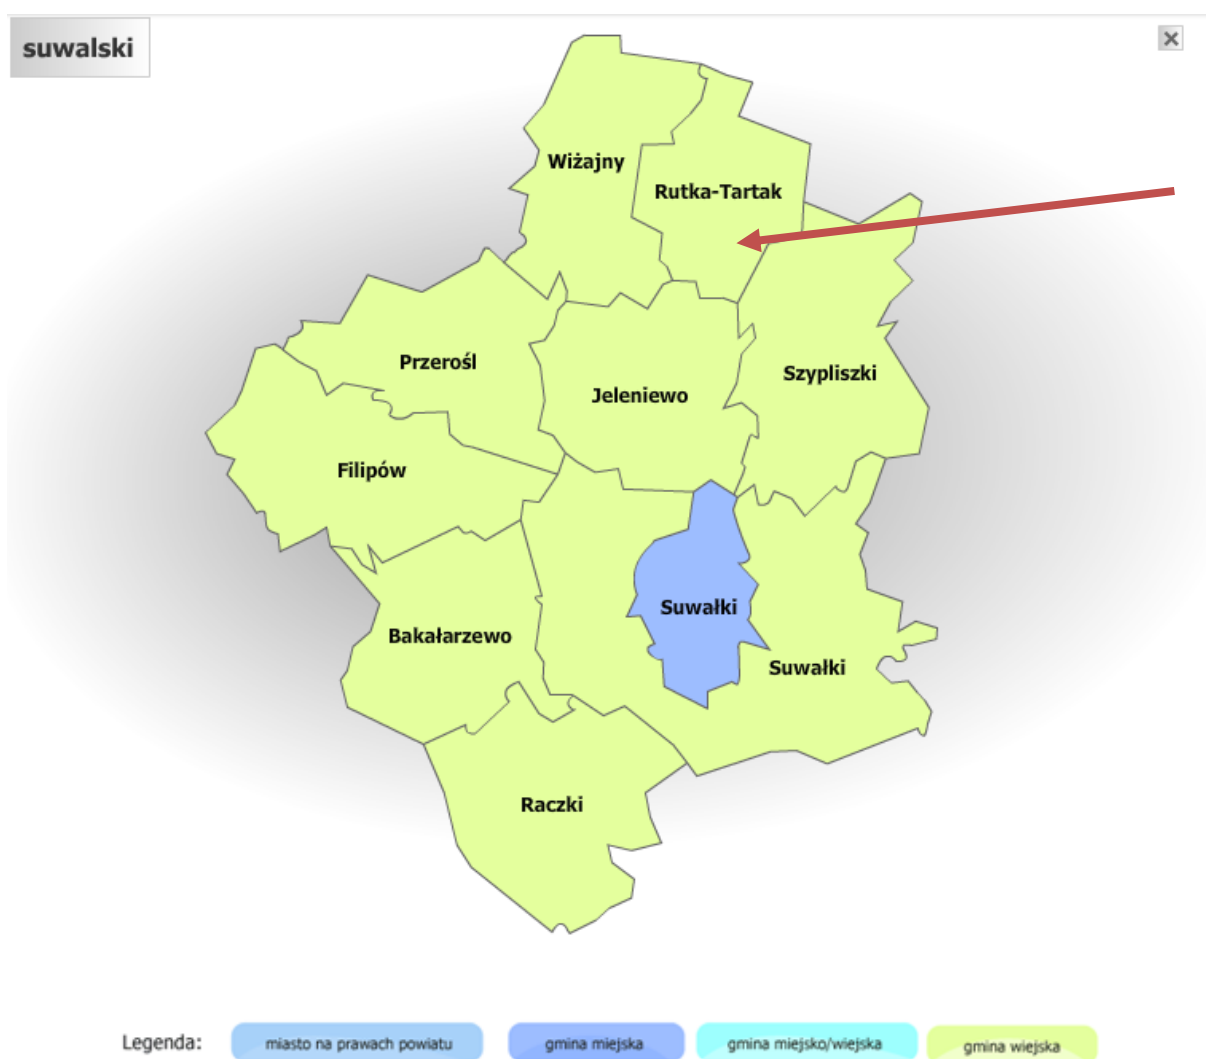 suwalski
Wiżajny
Rutka-Tartak
Przerośl
Szypliszki
Jeleniewo
Filipów
Suwałki
Bakałarzewo
Suwałki
Raczki
Legenda:
miasto na prawach powiatu
gmina miejska
gmina miejsko/wiejska
gmina wiejska